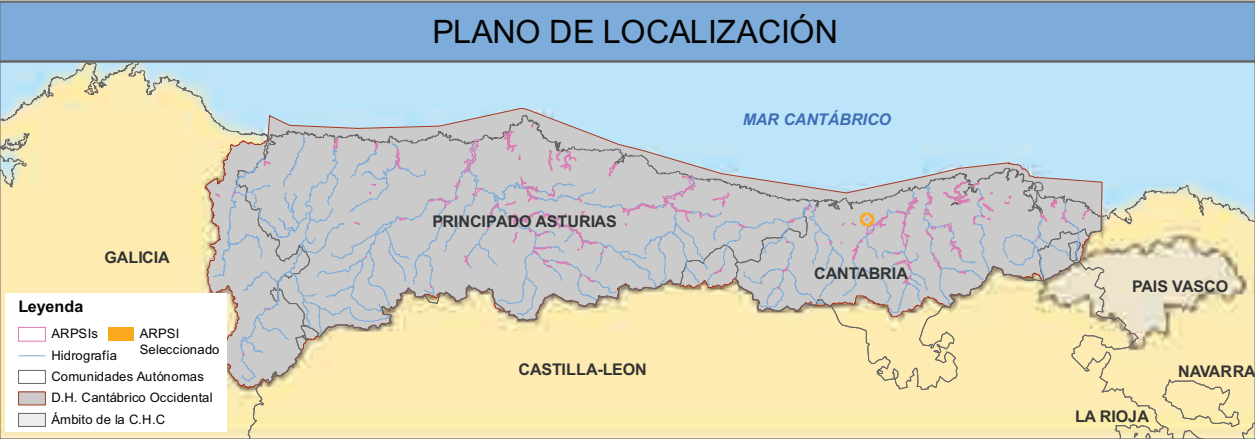 PLANO DE LOCALIZACIÓN
MAR CANTÁBRICO
PRINCIPADO ASTURIAS
GALICIA
CANTABRIA
PAIS VASCO
CASTILLA-LEON
NAVARRA
LA RIOJA
Leyenda
ARPSIs
ARPSI
Seleccionado
Hidrografía
Comunidades Autónomas
D.H. Cantábrico Occidental
Ámbito de la C.H.C